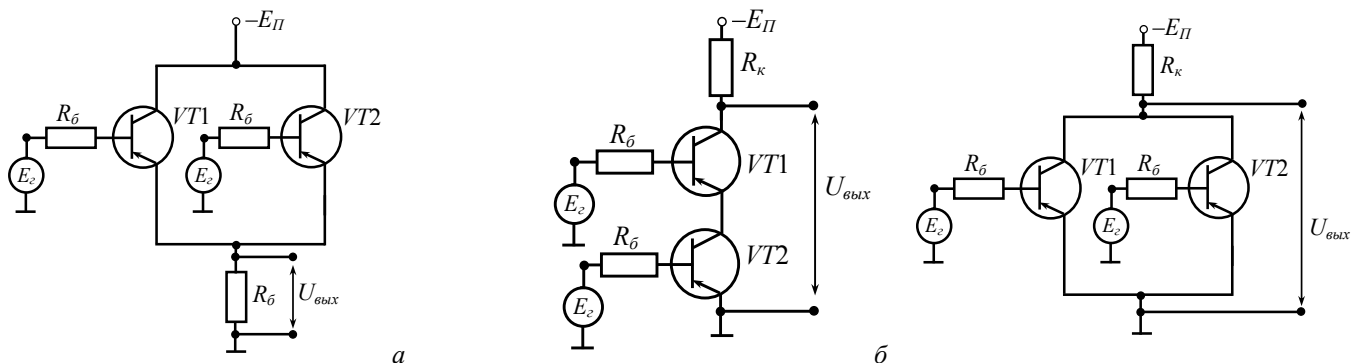 –E_П
R_б
VT1
R_б
VT2
E_г
E_г
R_б
U_вых
а
–E_П
R_к
R_б
VT1
E_г
U_вых
R_б
VT2
E_г
б
–E_П
R_к
R_б
VT1
R_б
VT2
E_г
E_г
U_вых